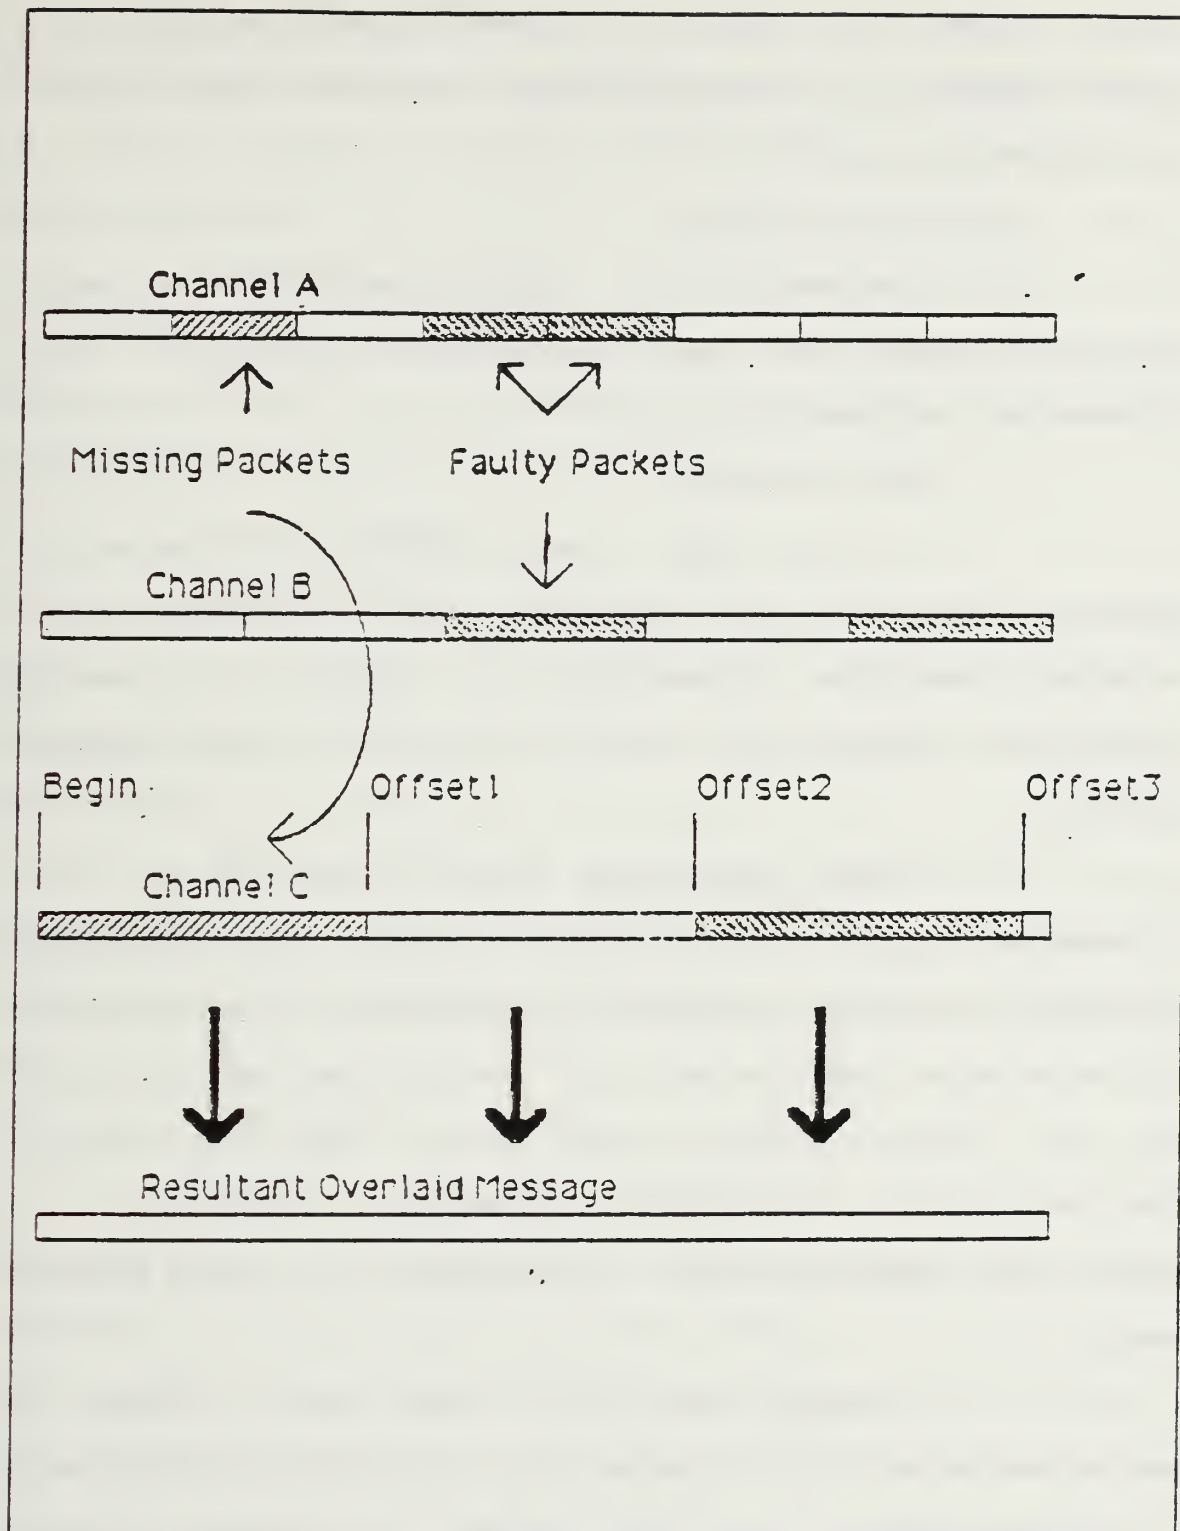 Channel A
Missing Packets
Faulty Packets
Channel B
Begin
Offset1
Offset2
Offset3
Channel C
Resultant Overlaid Message